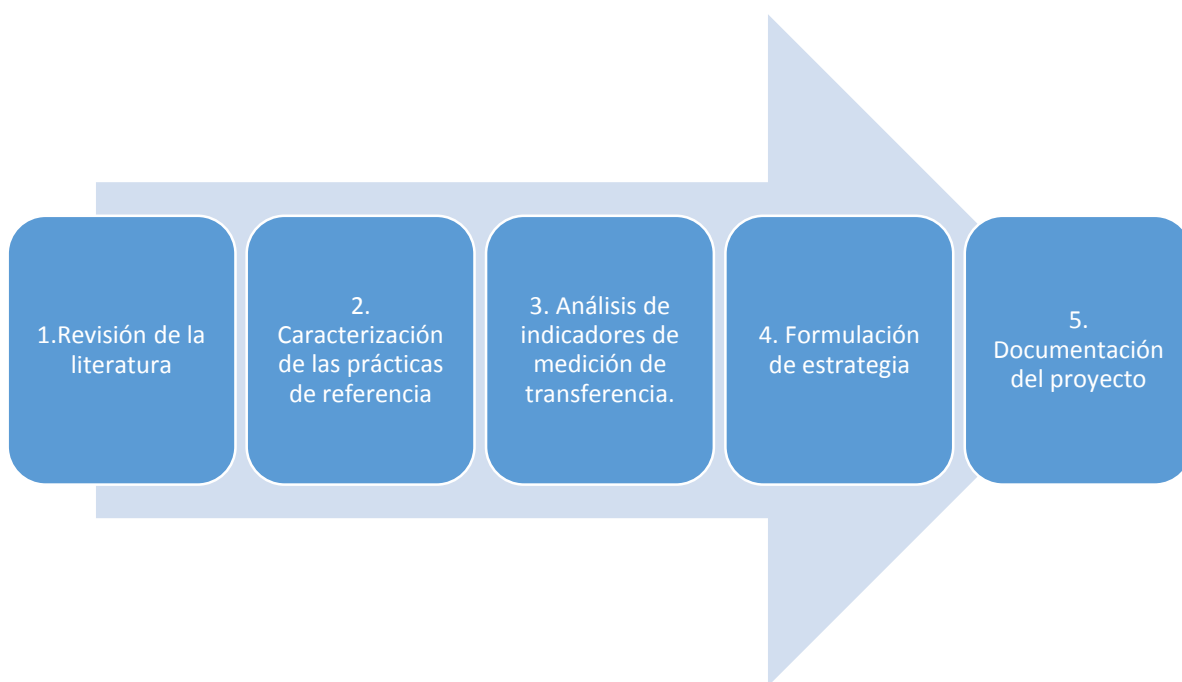 1.Revisión de la
literatura
2.
Caracterización
de las prácticas
de referencia
3. Análisis de
indicadores de
medición de
transferencia.
4. Formulación
de estrategia
5.
Documentación
del proyecto